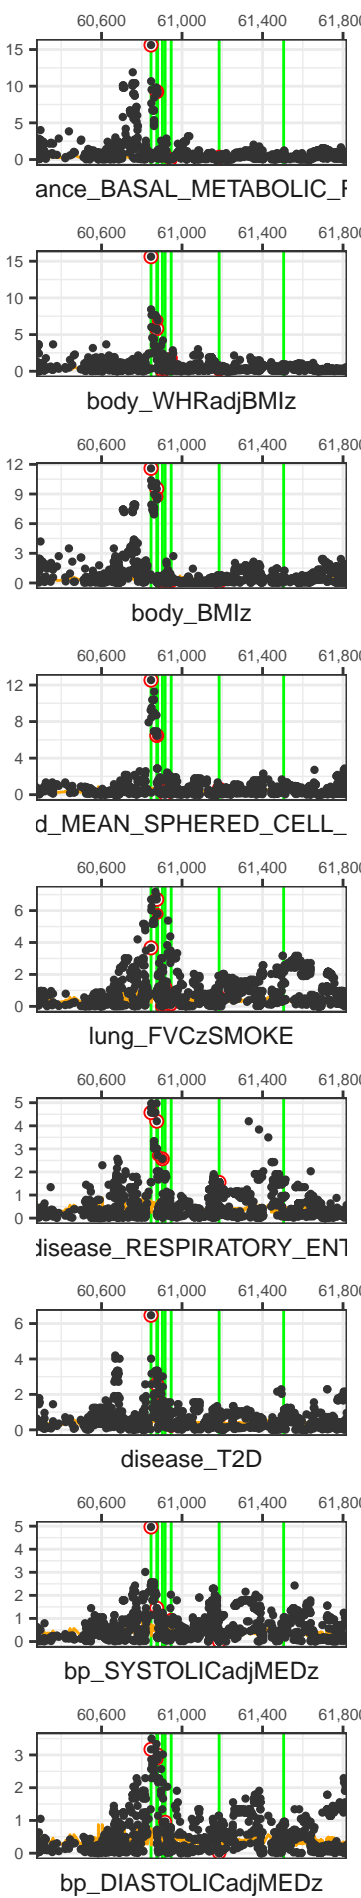 60,600 61,000 61,400 61,800
15
10
5
0
ance_BASAL_METABOLIC_R
60,600 61,000 61,400 61,800
15
10
5
0
body_WHRadjBMIz
60,600 61,000 61,400 61,800
12
9
6
3
0
body_BMIz
60,600 61,000 61,400 61,800
12
8
4
0
d_MEAN_SPHERED_CELL_
60,600 61,000 61,400 61,800
6
4
2
0
lung_FVCzSMOKE
60,600 61,000 61,400 61,800
5
4
3
2
1
0
disease_RESPIRATORY_ENT
60,600 61,000 61,400 61,800
6
4
2
0
disease_T2D
60,600 61,000 61,400 61,800
5
4
3
2
1
0
bp_SYSTOLICadjMEDz
60,600 61,000 61,400 61,800
3
2
1
0
bp_DIASTOLICadjMEDz